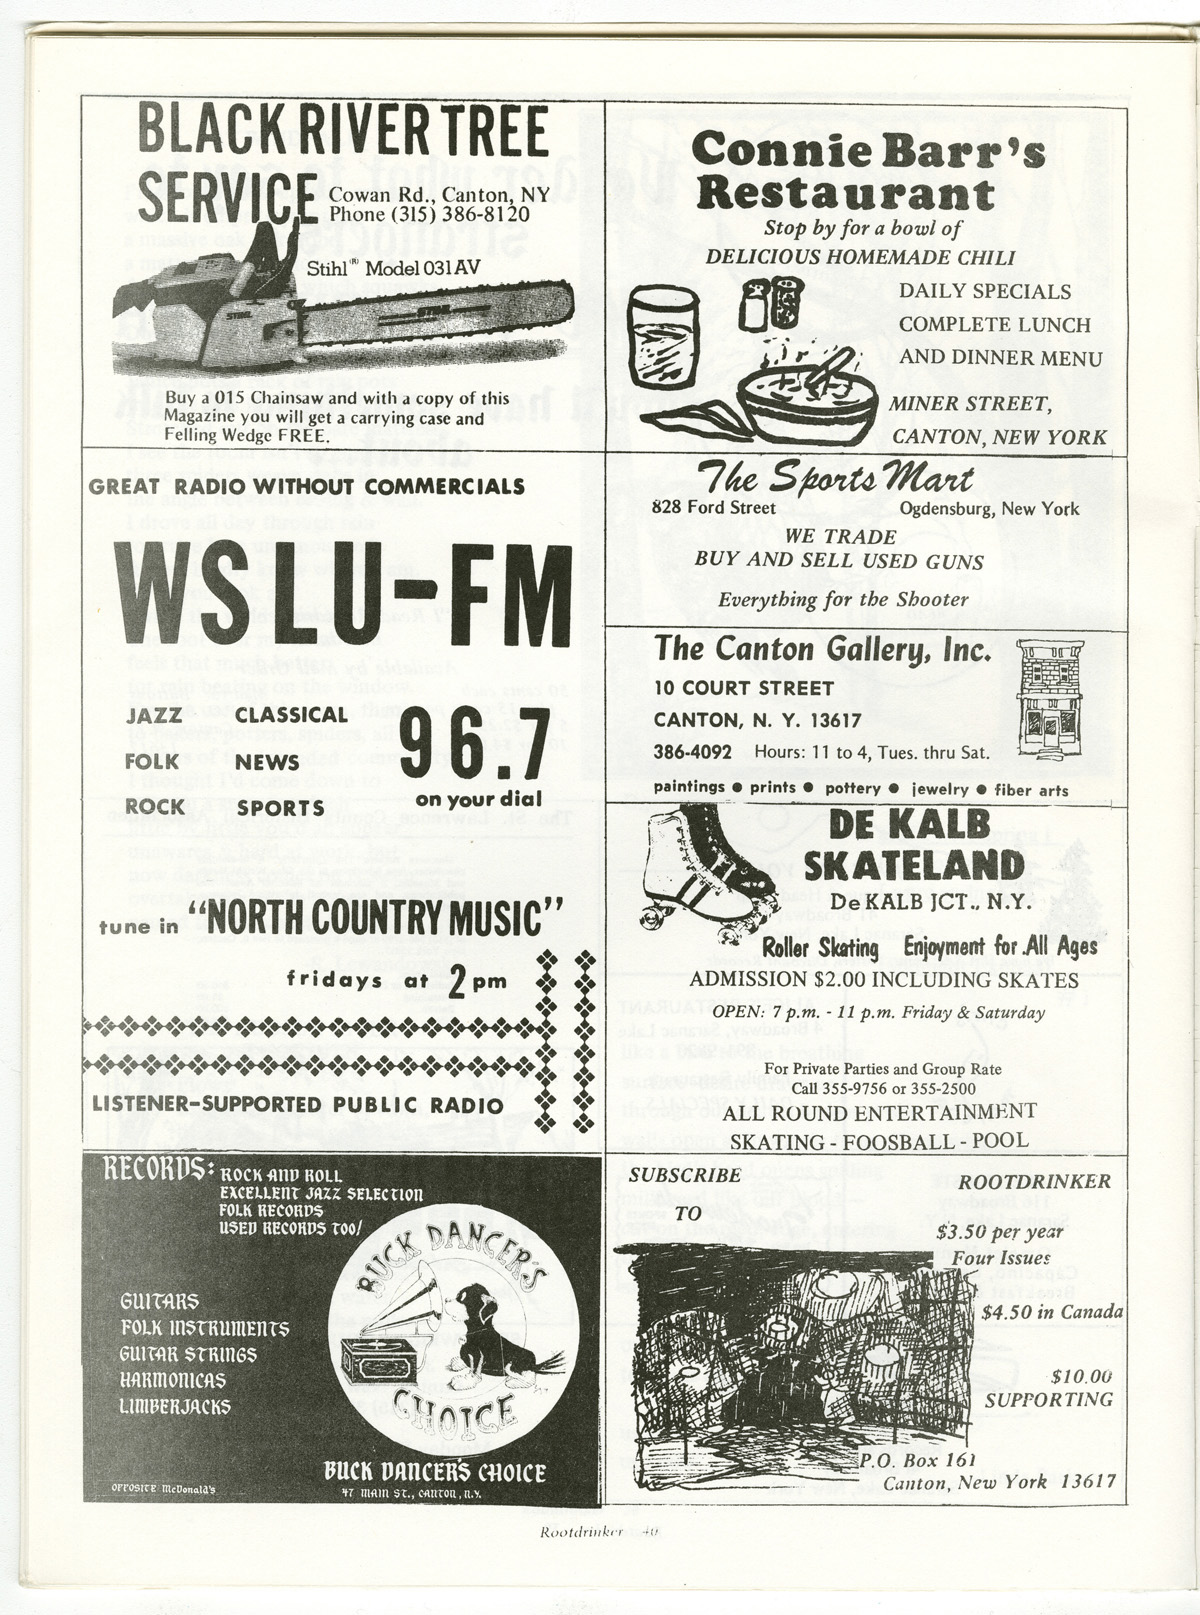 BLACK RIVER TREE
SERVICE
Cowan Rd., Canton, NY
Phone (315) 386-8120
Stihl® Model 031AV
STIHL
STIHL
Buy a 015 Chainsaw and with a copy of this
Magazine you will get a carrying case and
Felling Wedge FREE.
GREAT RADIO WITHOUT COMMERCIALS
WSLU-FM
JAZZ CLASSICAL
FOLK NEWS
ROCK SPORTS
96.7
on your dial
tune in "NORTH COUNTRY MUSIC"
fridays at 2 pm
LISTENER-SUPPORTED PUBLIC RADIO
RECORDS: ROCK AND ROLL
EXCELLENT JAZZ SELECTION
FOLK RECORDS
USED RECORDS TOO!
GUITARS
FOLK INSTRUMENTS
GUITAR STRINGS
HARMONICAS
LIMBERJACKS
BUCK DANCER'S
CHOICE
BUCK DANCER'S CHOICE
OPPOSITE McDonald's
47 MAIN ST., CANTON, N.Y.
Connie Barr's
Restaurant
Stop by for a bowl of
DELICIOUS HOMEMADE CHILI
DAILY SPECIALS
COMPLETE LUNCH
AND DINNER MENU
MINER STREET,
CANTON, NEW YORK
The Sports Mart
828 Ford Street Ogdensburg, New York
WE TRADE
BUY AND SELL USED GUNS
Everything for the Shooter
The Canton Gallery, Inc.
10 COURT STREET
CANTON, N. Y. 13617
386-4092 Hours: 11 to 4, Tues. thru Sat.
paintings ● prints ● pottery ● jewelry ● fiber arts
DE KALB
SKATELAND
De KALB JCT., N.Y.
Roller Skating Enjoyment for All Ages
ADMISSION $2.00 INCLUDING SKATES
OPEN: 7 p.m. - 11 p.m. Friday & Saturday
For Private Parties and Group Rate
Call 355-9756 or 355-2500
ALL ROUND ENTERTAINMENT
SKATING - FOOSBALL - POOL
SUBSCRIBE
TO
ROOTDRINKER
$3.50 per year
Four Issues
$4.50 in Canada
$10.00
SUPPORTING
P.O. Box 161
Canton, New York 13617
Rootdrinker 40